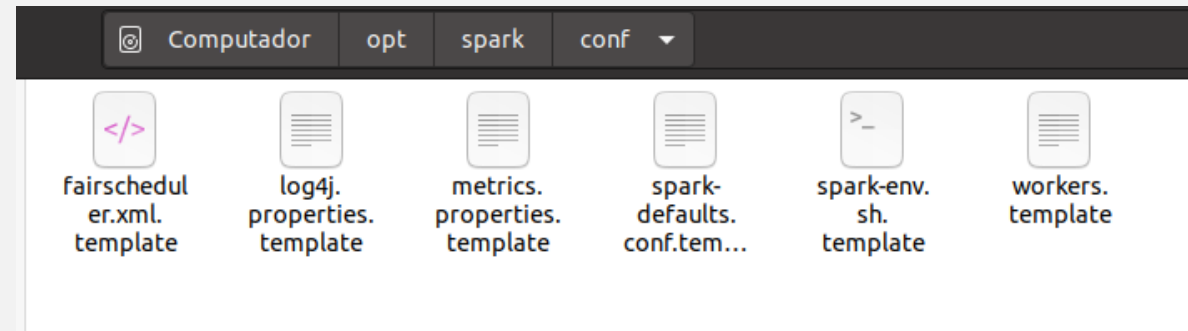 Computador opt spark conf
fairschedul
er.xml.
template
log4j.
properties.
template
metrics.
properties.
template
spark-
defaults.
conf.tem...
spark-env.
sh.
template
workers.
template